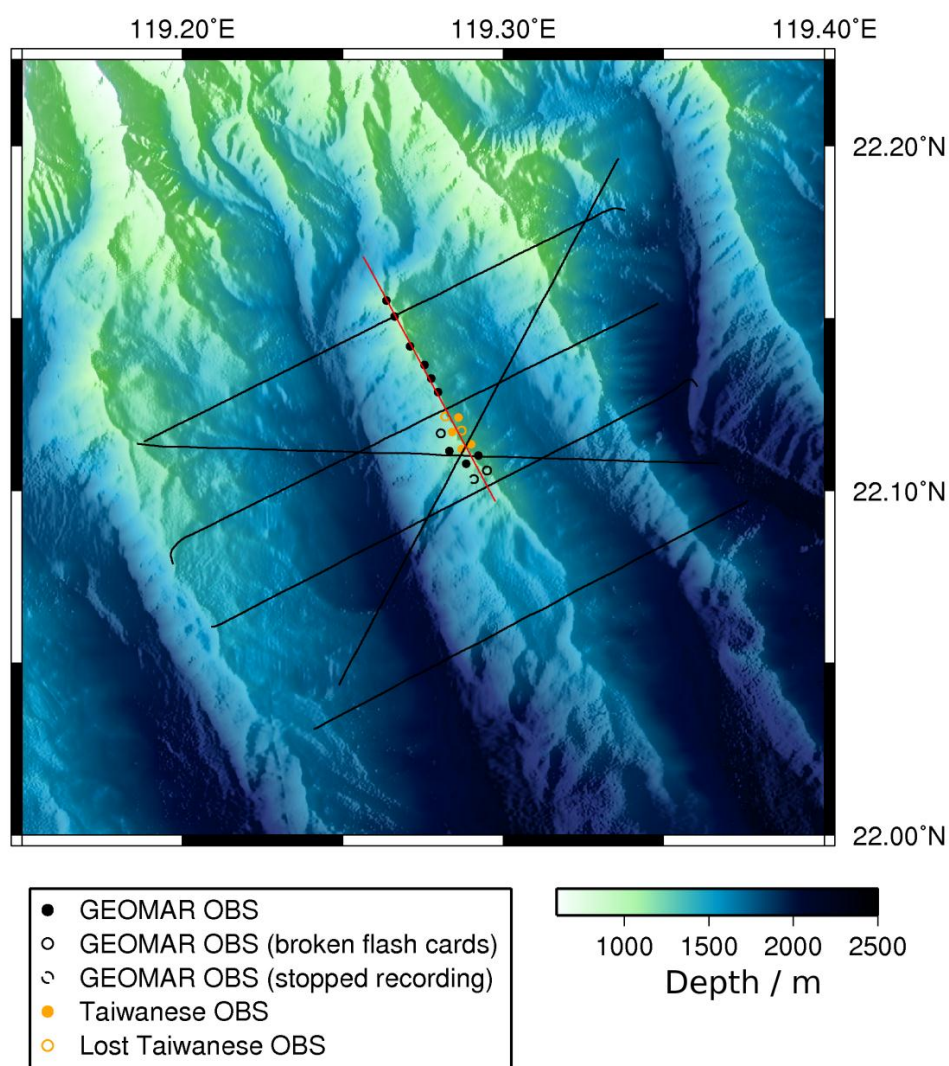 119.20˚E 119.30˚E 119.40˚E
22.20˚N
22.10˚N
22.00˚N
GEOMAR OBS
GEOMAR OBS (broken flash cards)
GEOMAR OBS (stopped recording)
Taiwanese OBS
Lost Taiwanese OBS
1000 1500 2000 2500
Depth / m